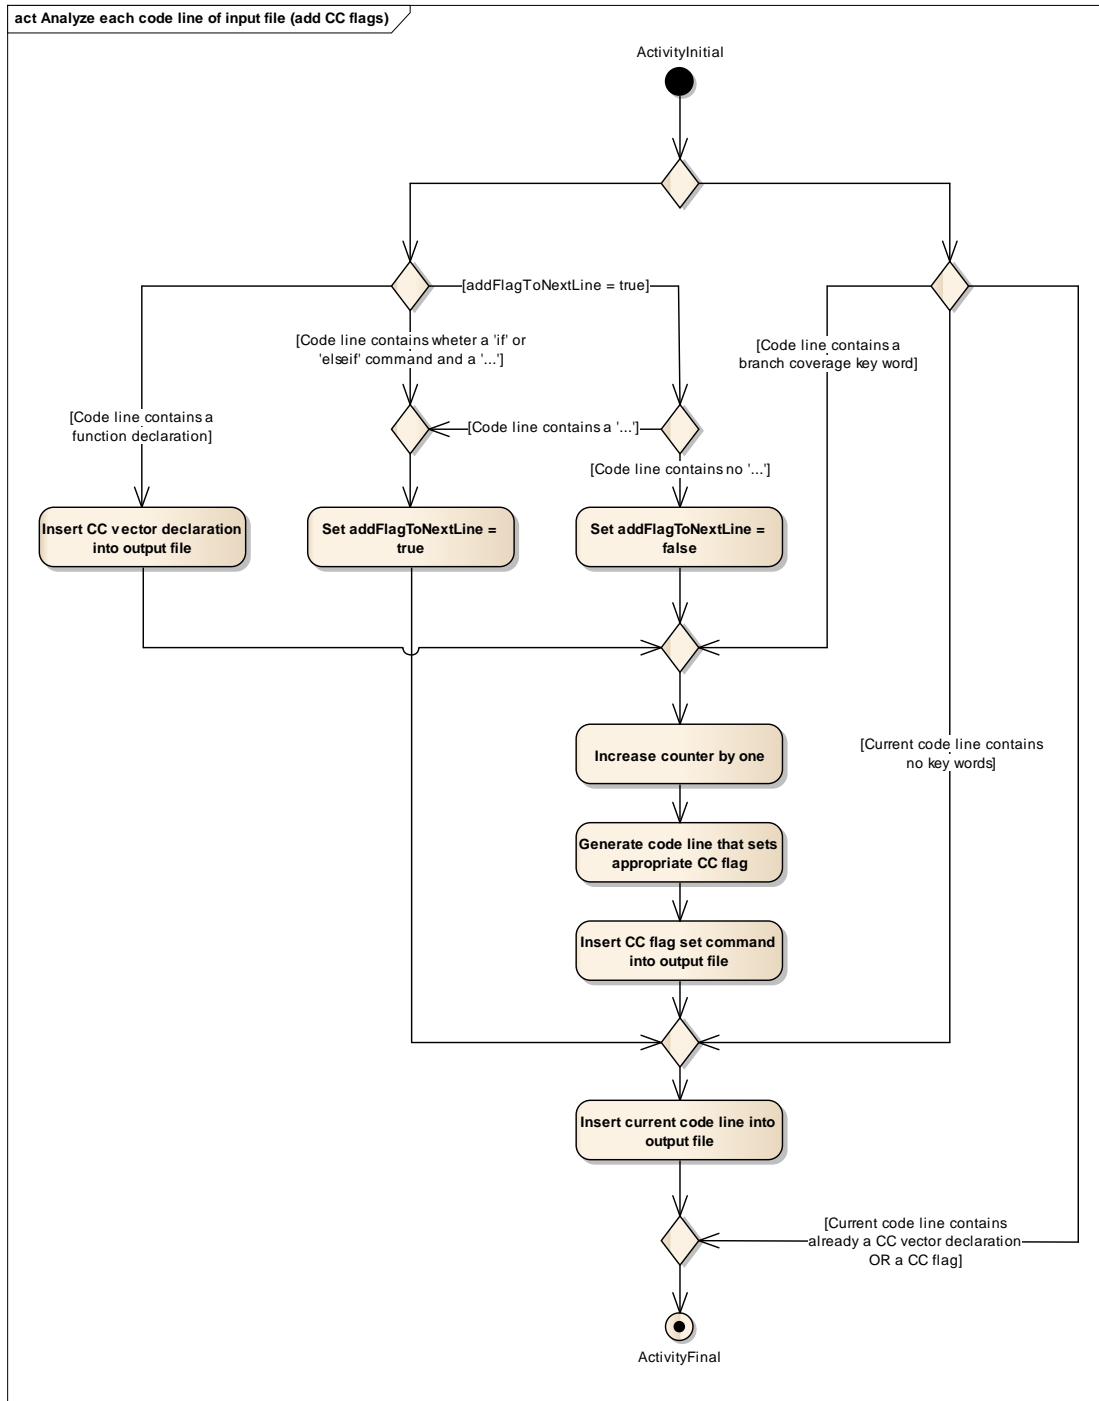 act Analyze each code line of input file (add CC flags)
ActivityInitial
[addFlagToNextLine = true]
[Code line contains wheter a 'if' or
'elseif' command and a '...']
[Code line contains a
branch coverage key word]
[Code line contains a
function declaration]
[Code line contains a '...']
[Code line contains no '...']
Insert CC vector declaration
into output file
Set addFlagToNextLine =
true
Set addFlagToNextLine =
false
Increase counter by one
[Current code line contains
no key words]
Generate code line that sets
appropriate CC flag
Insert CC flag set command
into output file
Insert current code line into
output file
[Current code line contains
already a CC vector declaration
OR a CC flag]
ActivityFinal